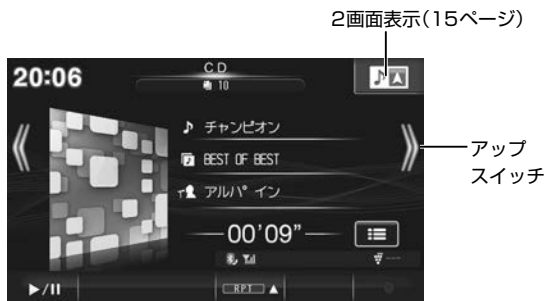 2画面表示(15ページ)
CD
20:06
10
チャンピオン
BEST OF BEST
アルパ イン
アップ
スイッチ
00'09"
►/II
RPT ▲